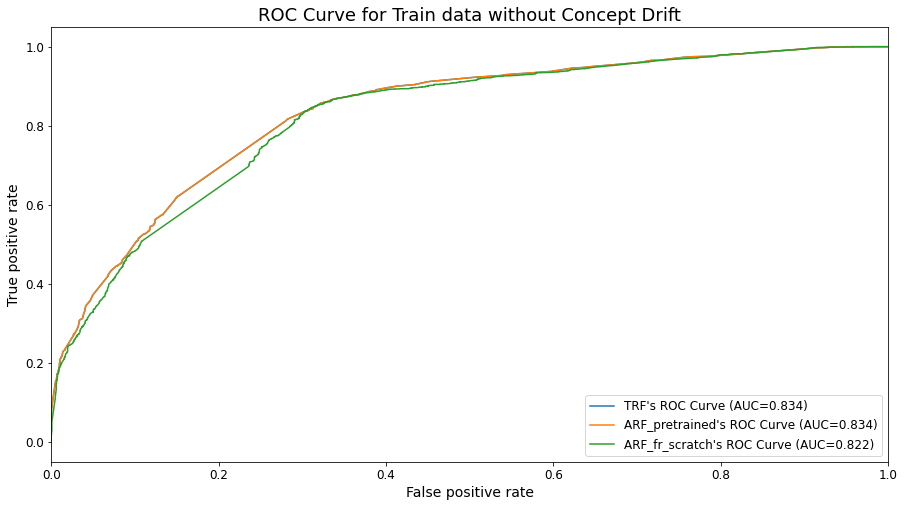 ROC Curve for Train data without Concept Drift
1.0
0.8
0.6
0.4
0.2
0.0
True positive rate
TRF's ROC Curve (AUC=0.834)
ARF_pretrained's ROC Curve (AUC=0.834)
ARF_fr_scratch's ROC Curve (AUC=0.822)
0.0 0.2 0.4 0.6 0.8 1.0
False positive rate